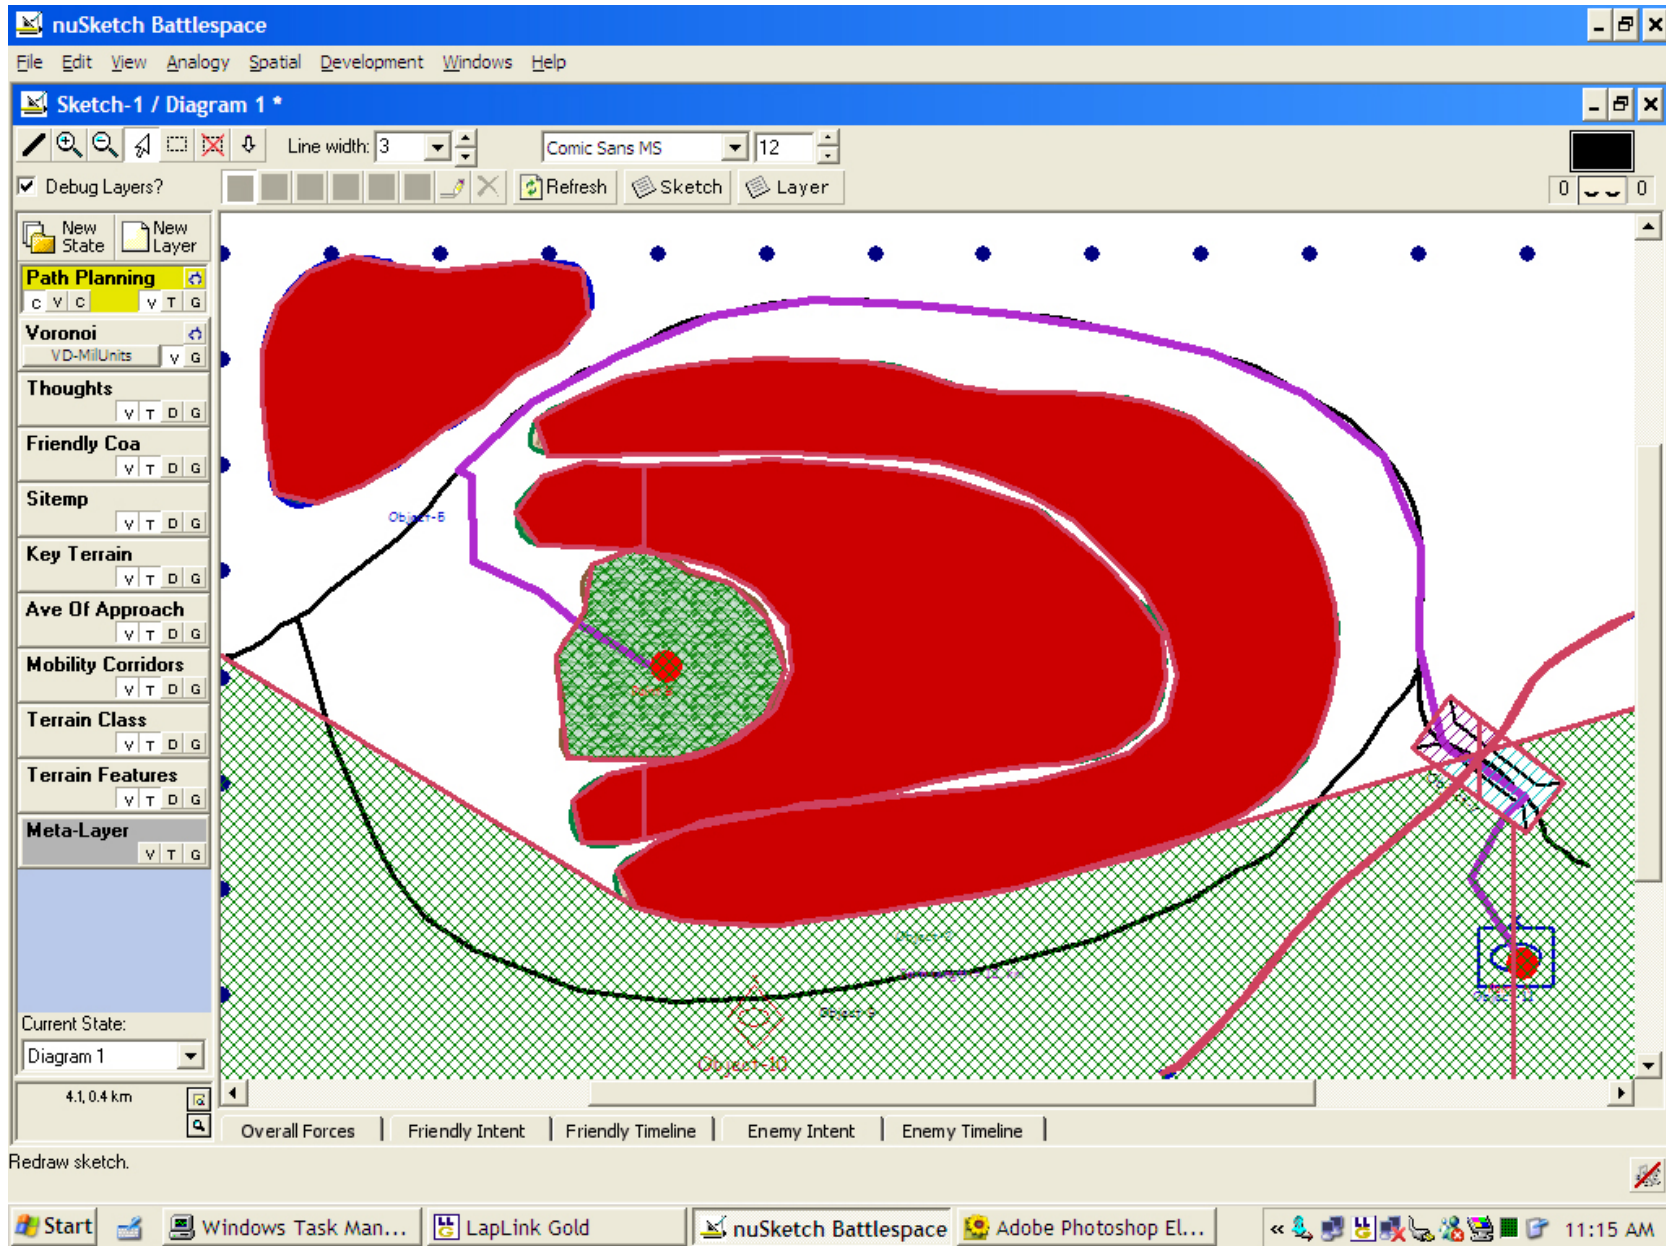 nuSketch Battlespace
File Edit View Analogy Spatial Development Windows Help
Sketch-1 / Diagram 1 *
Line width: 3 Comic Sans MS 12
Debug Layers? Refresh Sketch Layer 0 0
New State New Layer
Path Planning
C V C V T G
Voronoi
VD-MilUnits V G
Thoughts
V T D G
Friendly Coa
V T D G
Sitemp
V T D G
Key Terrain
V T D G
Ave Of Approach
V T D G
Mobility Corridors
V T D G
Terrain Class
V T D G
Terrain Features
V T D G
Meta-Layer
V T G
Object-10
Current State:
Diagram 1
4.1, 0.4 km
Overall Forces Friendly Intent Friendly Timeline Enemy Intent Enemy Timeline
Redraw sketch.
Start Windows Task Man... LapLink Gold nuSketch Battlespace Adobe Photoshop El... « 11:15 AM